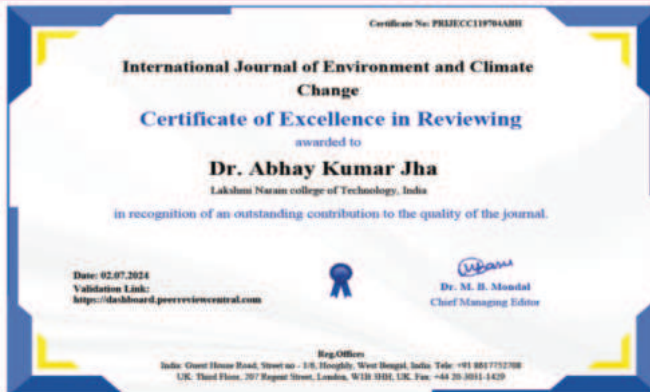 Certificate No: PRIJECC119704ABH
International Journal of Environment and Climate
Change
Certificate of Excellence in Reviewing
awarded to
Dr. Abhay Kumar Jha
Lakshmi Narain college of Technology, India
in recognition of an outstanding contribution to the quality of the journal.
Date: 02.07.2024
Validation Link:
https://dashboard.peerreviewcentral.com
Dr. M. B. Mondal
Chief Managing Editor
Reg.Offices
India: Guest House Road, Street no - 1/6, Hooghly, West Bengal, India. Tele: +91 8617752708
UK: Third Floor, 207 Regent Street, London, W1B 3HH, UK. Fax: +44 20-3031-1429